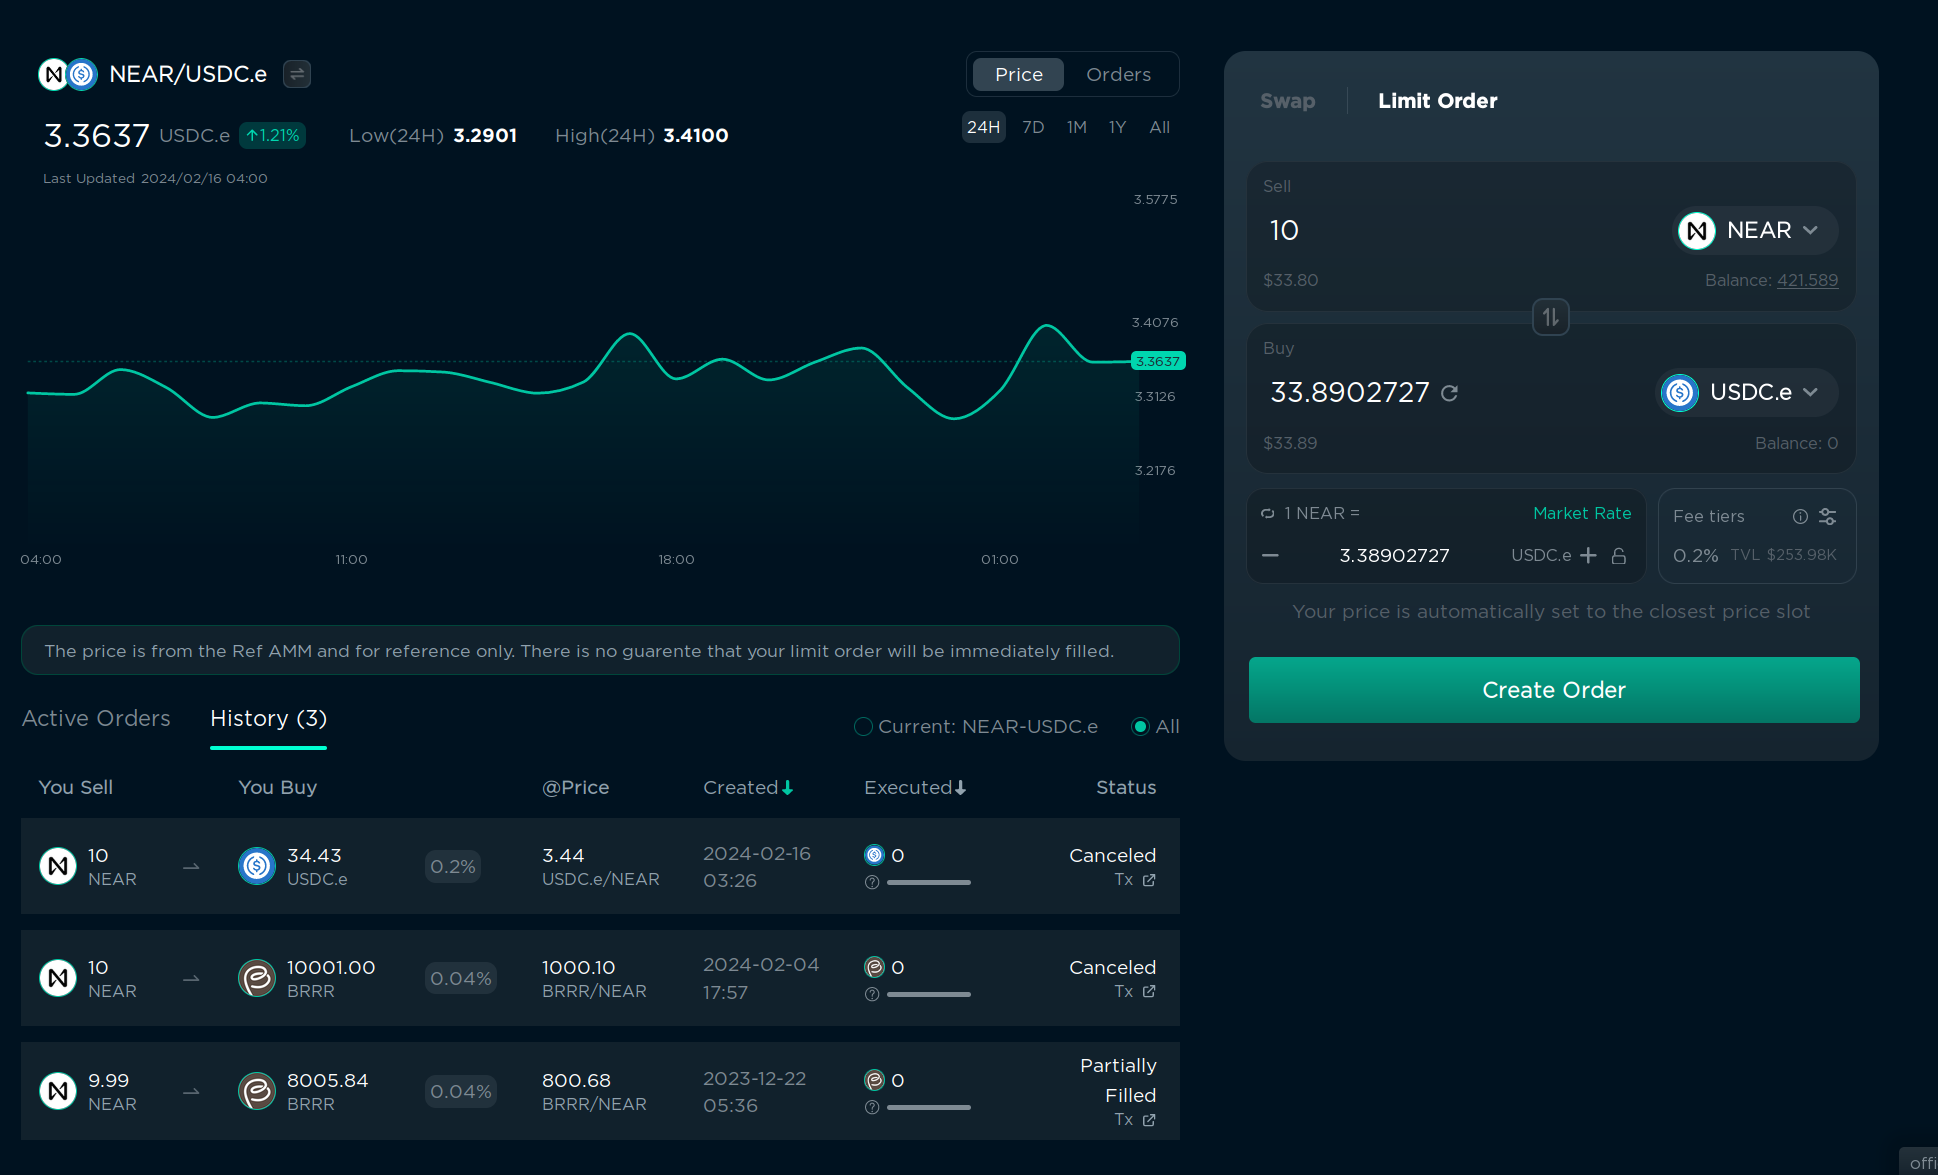 NEAR/USDC.e
Price Orders
3.3637 USDC.e ↑1.21% Low(24H) 3.2901 High(24H) 3.4100
24H 7D 1M 1Y All
Last Updated 2024/02/16 04:00
3.5775
3.4076
3.3637
3.3126
3.2176
04:00 11:00 18:00 01:00
The price is from the Ref AMM and for reference only. There is no guarente that your limit order will be immediately filled.
Active Orders History (3)
Current: NEAR-USDC.e All
You Sell You Buy @Price Created Executed Status
10 34.43 0.2% 3.44 2024-02-16 0 Canceled
NEAR USDC.e USDC.e/NEAR 03:26 Tx
10 10001.00 0.04% 1000.10 2024-02-04 0 Canceled
NEAR BRRR BRRR/NEAR 17:57 Tx
9.99 8005.84 0.04% 800.68 2023-12-22 0 Partially
Filled
NEAR BRRR BRRR/NEAR 05:36 Tx
Swap Limit Order
Sell
10 NEAR
$33.80 Balance: 421.589
Buy
33.8902727 USDC.e
$33.89 Balance: 0
1 NEAR = Market Rate
3.38902727 USDC.e
Fee tiers
0.2% TVL $253.98K
Your price is automatically set to the closest price slot
Create Order